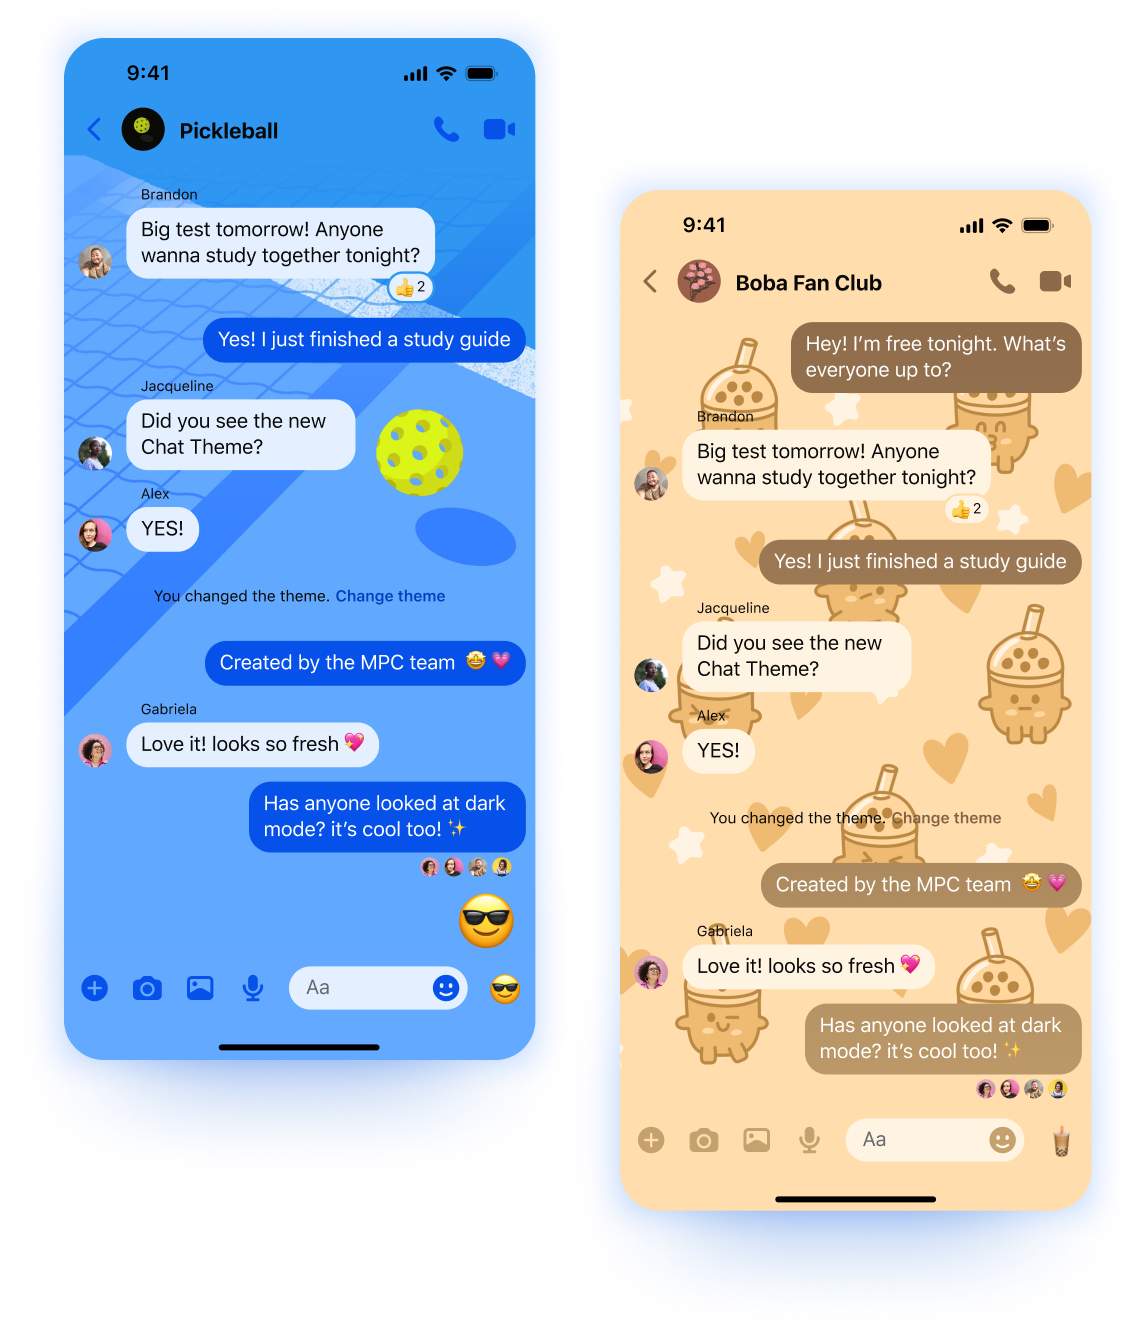 9:41
Pickleball
Brandon
Big test tomorrow! Anyone
wanna study together tonight?
👍 2
Yes! I just finished a study guide
Jacqueline
Did you see the new
Chat Theme?
Alex
YES!
You changed the theme. Change theme
Created by the MPC team 🤩 💗
Gabriela
Love it! looks so fresh 💖
Has anyone looked at dark
mode? it’s cool too! ✨
😎
Aa
9:41
Boba Fan Club
Hey! I’m free tonight. What’s
everyone up to?
Brandon
Big test tomorrow! Anyone
wanna study together tonight?
👍 2
Yes! I just finished a study guide
Jacqueline
Did you see the new
Chat Theme?
Alex
YES!
You changed the theme. Change theme
Created by the MPC team 🤩 💗
Gabriela
Love it! looks so fresh 💖
Has anyone looked at dark
mode? it’s cool too! ✨
Aa